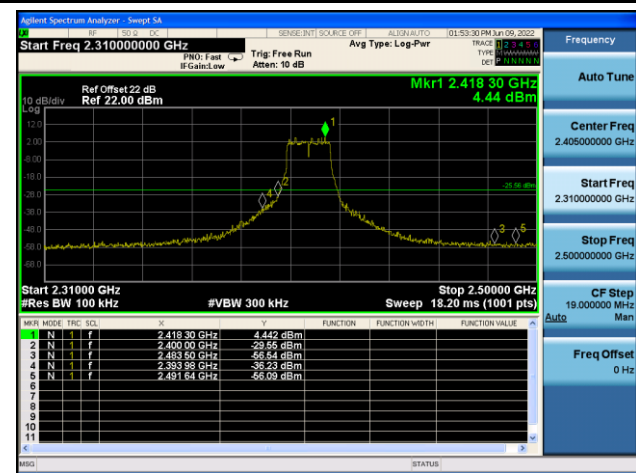 Agilent Spectrum Analyzer - Swept SA
RF 50 Ω DC SENSE:INT SOURCE OFF ALIGNAUTO 01:53:30 PM Jun 09, 2022
Start Freq 2.310000000 GHz
PNO: Fast
IFGain:Low
Trig: Free Run
Atten: 10 dB
Avg Type: Log-Pwr
TRACE 1 2 3 4 5 6
TYPE
DET P N N N N N
Ref Offset 22 dB
10 dB/div Ref 22.00 dBm
Log
Mkr1 2.418 30 GHz
4.44 dBm
12.0
2.00
-8.00
-18.0
-28.0
-38.0
-48.0
-58.0
-68.0
1
2
4
3
5
-25.56 dBm
Start 2.31000 GHz Stop 2.50000 GHz
#Res BW 100 kHz #VBW 300 kHz Sweep 18.20 ms (1001 pts)
MKR MODE TRC SCL X Y FUNCTION FUNCTION WIDTH FUNCTION VALUE
1 N 1 f 2.418 30 GHz 4.442 dBm
2 N 1 f 2.400 00 GHz -29.55 dBm
3 N 1 f 2.483 50 GHz -56.54 dBm
4 N 1 f 2.393 98 GHz -36.23 dBm
5 N 1 f 2.491 64 GHz -56.09 dBm
6
7
8
9
10
11
MSG STATUS
Frequency
Auto Tune
Center Freq
2.405000000 GHz
Start Freq
2.310000000 GHz
Stop Freq
2.500000000 GHz
CF Step
19.000000 MHz
Auto Man
Freq Offset
0 Hz